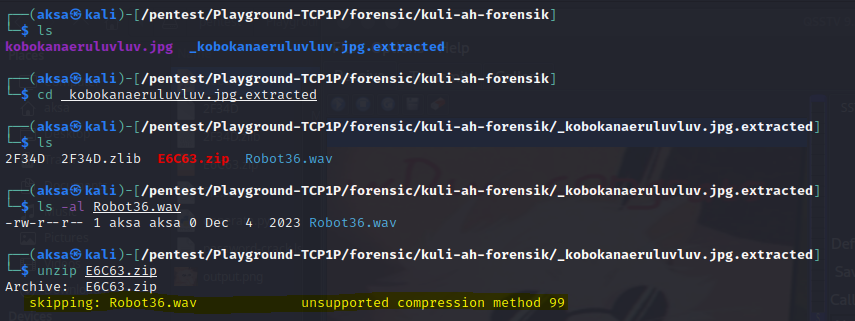 ┌──(aksa㉿kali)-[/pentest/Playground-TCP1P/forensic/kuli-ah-forensik]
└─$ ls
kobokanaeruluvluv.jpg  _kobokanaeruluvluv.jpg.extracted
┌──(aksa㉿kali)-[/pentest/Playground-TCP1P/forensic/kuli-ah-forensik]
└─$ cd _kobokanaeruluvluv.jpg.extracted
┌──(aksa㉿kali)-[/pentest/Playground-TCP1P/forensic/kuli-ah-forensik/_kobokanaeruluvluv.jpg.extracted]
└─$ ls
2F34D  2F34D.zlib  E6C63.zip  Robot36.wav
┌──(aksa㉿kali)-[/pentest/Playground-TCP1P/forensic/kuli-ah-forensik/_kobokanaeruluvluv.jpg.extracted]
└─$ ls -al Robot36.wav
-rw-r--r-- 1 aksa aksa 0 Dec  4  2023 Robot36.wav
┌──(aksa㉿kali)-[/pentest/Playground-TCP1P/forensic/kuli-ah-forensik/_kobokanaeruluvluv.jpg.extracted]
└─$ unzip E6C63.zip
Archive:  E6C63.zip
   skipping: Robot36.wav             unsupported compression method 99